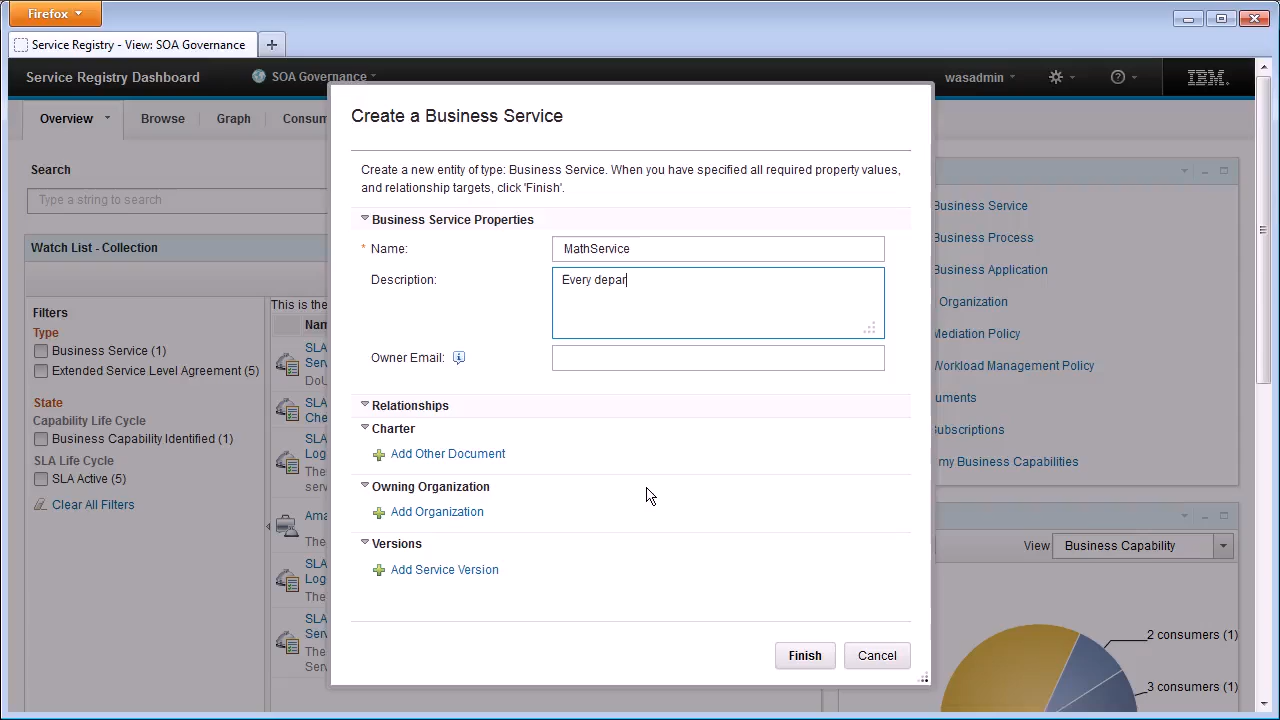 Firefox
Service Registry - View: SOA Governance
Service Registry Dashboard
SOA Governance
wasadmin
IBM
Overview
Browse
Graph
Consum
Search
Type a string to search
Watch List - Collection
This is the
Filters
Type
Business Service (1)
Extended Service Level Agreement (5)
State
Capability Life Cycle
Business Capability Identified (1)
SLA Life Cycle
SLA Active (5)
Clear All Filters
Nam
SLA
Serv
DoU
SLA
Che
SLA
Log
The
serv
Ama
The
SLA
Log
The
SLA
Serv
Serv
Create a Business Service
Create a new entity of type: Business Service. When you have specified all required property values,
and relationship targets, click 'Finish'.
Business Service Properties
* Name:
MathService
Description:
Every depar
Owner Email:
Relationships
Charter
Add Other Document
Owning Organization
Add Organization
Versions
Add Service Version
Finish
Cancel
Business Service
Business Process
Business Application
Organization
Mediation Policy
Workload Management Policy
uments
ubscriptions
my Business Capabilities
View
Business Capability
2 consumers (1)
3 consumers (1)